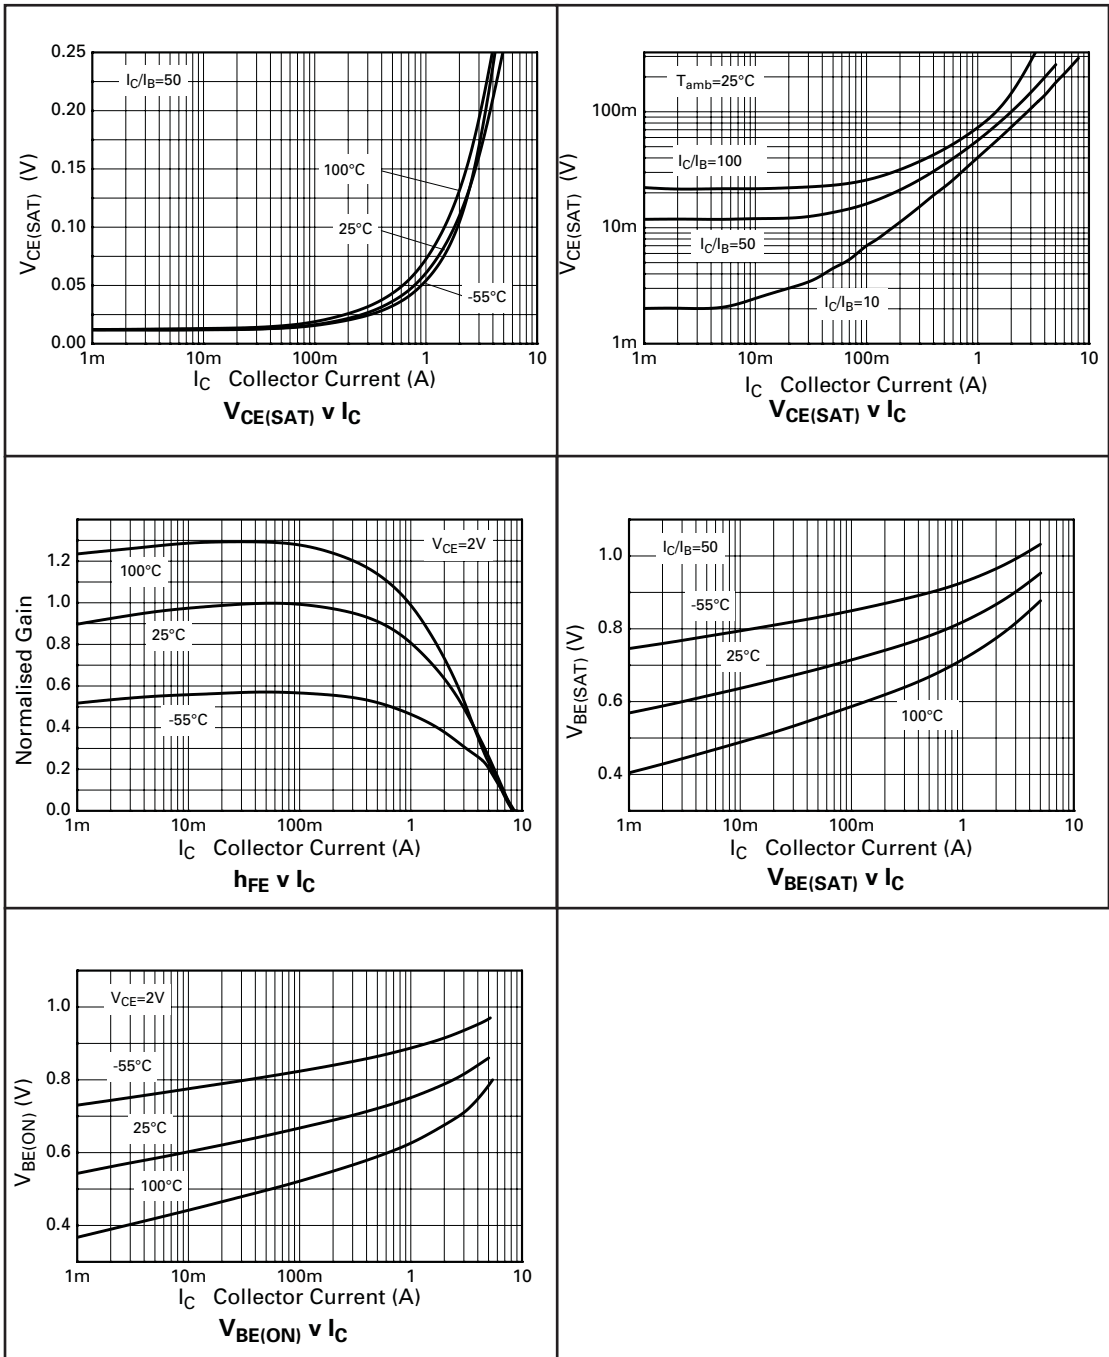 0.25
0.20
0.15
0.10
0.05
0.00
V_CE(SAT) (V)
I_C/I_B=50
100°C
25°C
-55°C
1m 10m 100m 1 10
I_C Collector Current (A)
V_CE(SAT) v I_C
100m
10m
1m
V_CE(SAT) (V)
T_amb=25°C
I_C/I_B=100
I_C/I_B=50
I_C/I_B=10
1m 10m 100m 1 10
I_C Collector Current (A)
V_CE(SAT) v I_C
1.2
1.0
0.8
0.6
0.4
0.2
0.0
Normalised Gain
V_CE=2V
100°C
25°C
-55°C
1m 10m 100m 1 10
I_C Collector Current (A)
h_FE v I_C
1.0
0.8
0.6
0.4
V_BE(SAT) (V)
I_C/I_B=50
-55°C
25°C
100°C
1m 10m 100m 1 10
I_C Collector Current (A)
V_BE(SAT) v I_C
1.0
0.8
0.6
0.4
V_BE(ON) (V)
V_CE=2V
-55°C
25°C
100°C
1m 10m 100m 1 10
I_C Collector Current (A)
V_BE(ON) v I_C